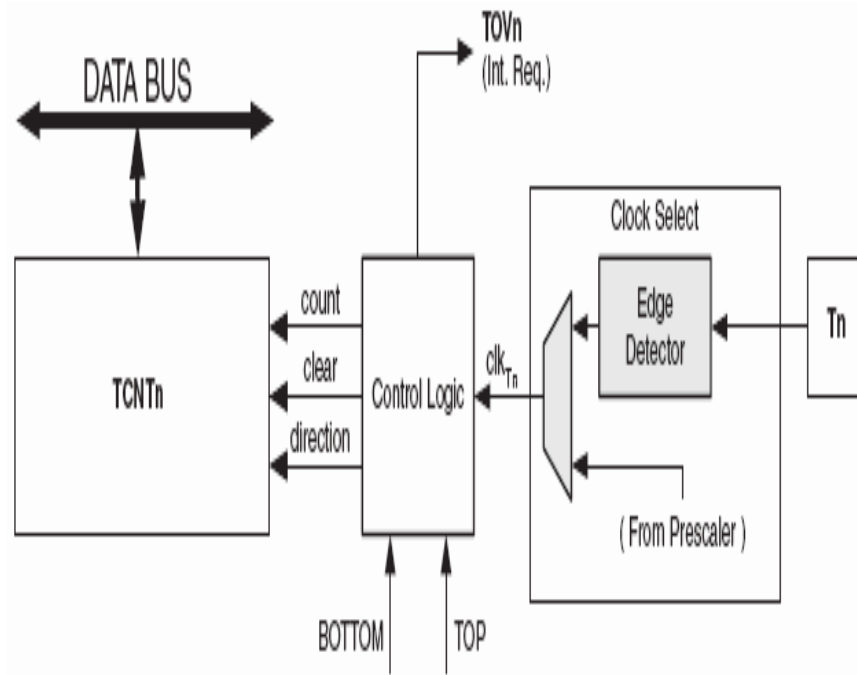 TOVn
(Int. Req.)
DATA BUS
Clock Select
count
Edge
Detector
Tn
clear
clkTn
TCNTn
Control Logic
direction
( From Prescaler )
BOTTOM
TOP